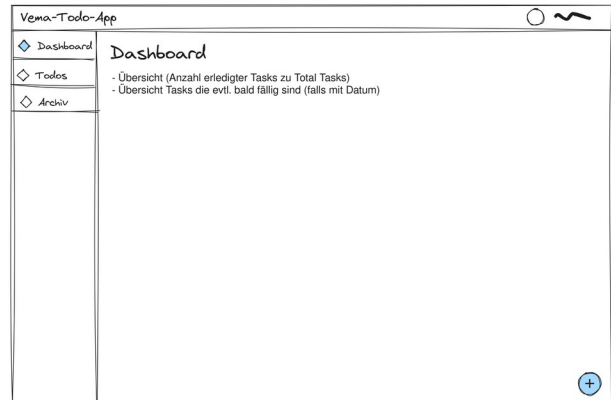 Vema-Todo-App
Dashboard
Todos
Archiv
Dashboard
- Übersicht (Anzahl erledigter Tasks zu Total Tasks)
- Übersicht Tasks die evtl. bald fällig sind (falls mit Datum)
+